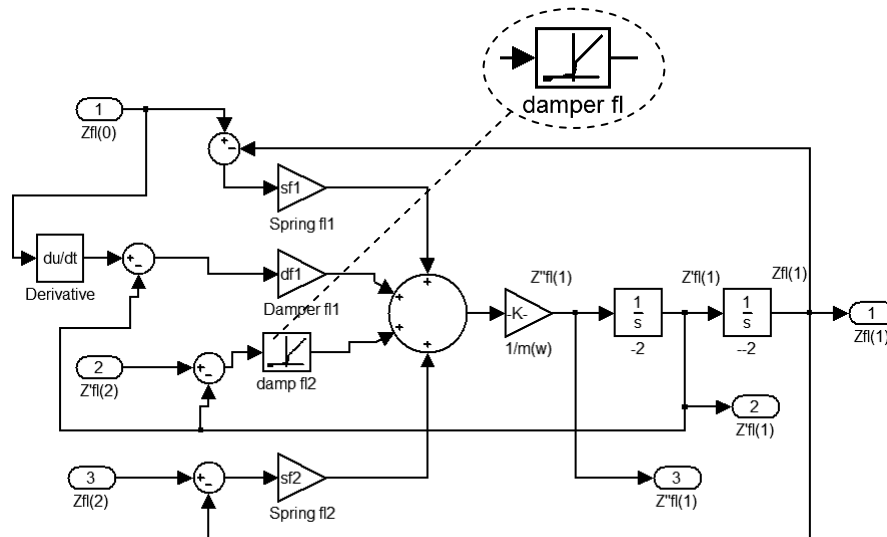 damper fl
1
Zfl(0)
+
-
sf1
Spring fl1
du/dt
Derivative
+
-
df1
Damper fl1
2
Z'fl(2)
+
-
damp fl2
3
Zfl(2)
+
-
sf2
Spring fl2
+
+
+
+
-K-
1/m(w)
Z''fl(1)
1
s
-2
Z'fl(1)
1
s
--2
Zfl(1)
1
Zfl(1)
2
Z'fl(1)
3
Z''fl(1)